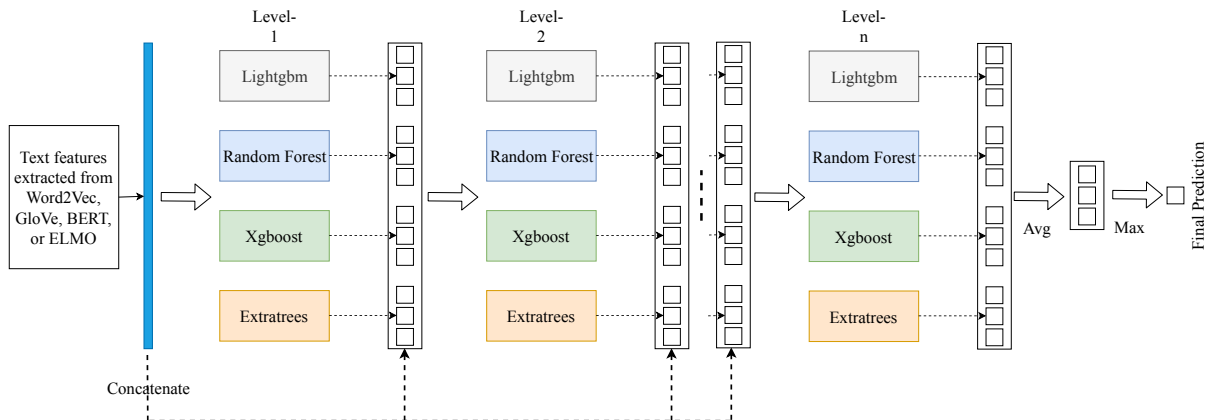 Level-
1
Level-
2
Level-
n
Lightgbm
Lightgbm
Lightgbm
Text features
extracted from
Word2Vec,
GloVe, BERT,
or ELMO
Random Forest
Random Forest
Random Forest
Xgboost
Xgboost
Xgboost
Extratrees
Extratrees
Extratrees
Avg
Max
Final Prediction
Concatenate